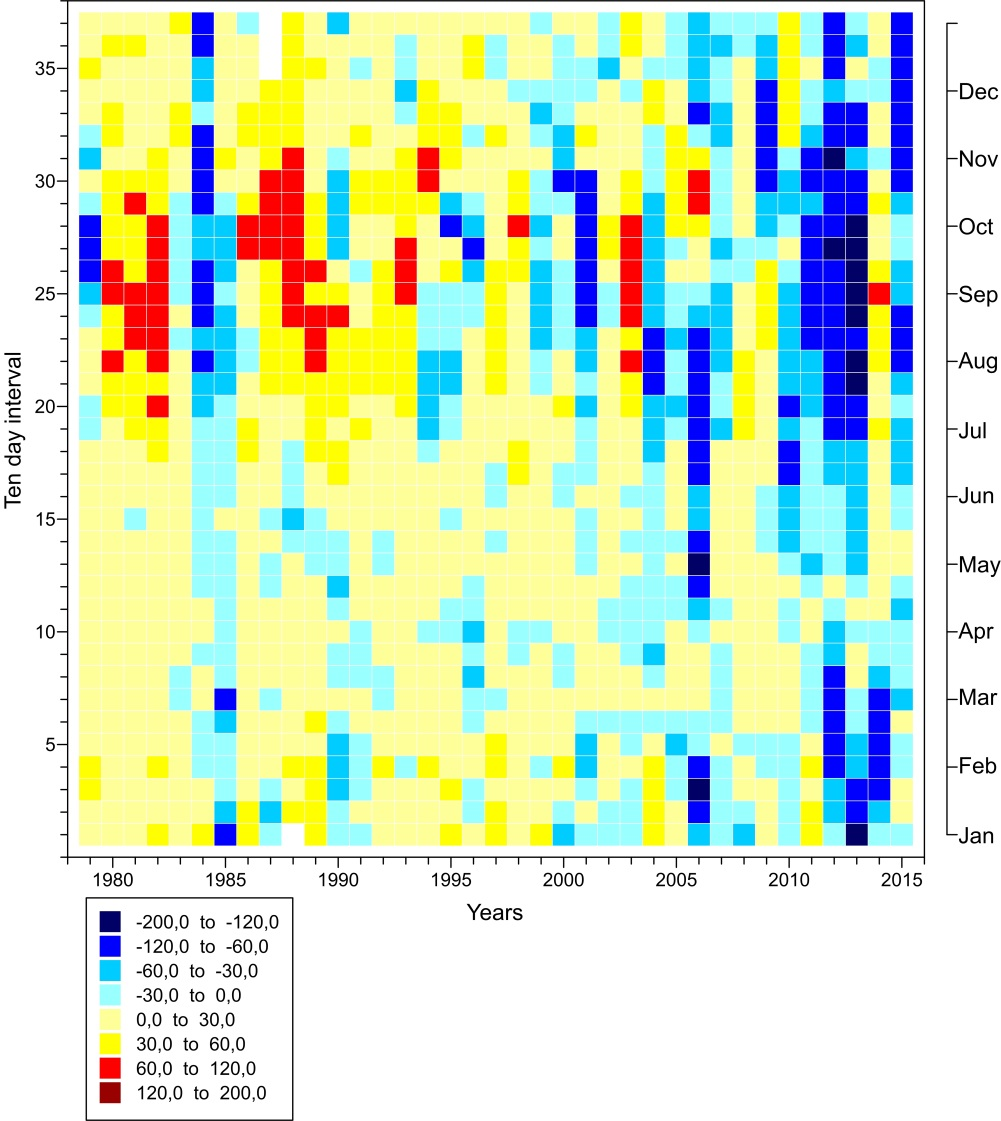 35
30
25
20
15
10
5
Ten day interval
Dec
Nov
Oct
Sep
Aug
Jul
Jun
May
Apr
Mar
Feb
Jan
1980 1985 1990 1995 2000 2005 2010 2015
Years
-200,0 to -120,0
-120,0 to -60,0
-60,0 to -30,0
-30,0 to 0,0
0,0 to 30,0
30,0 to 60,0
60,0 to 120,0
120,0 to 200,0